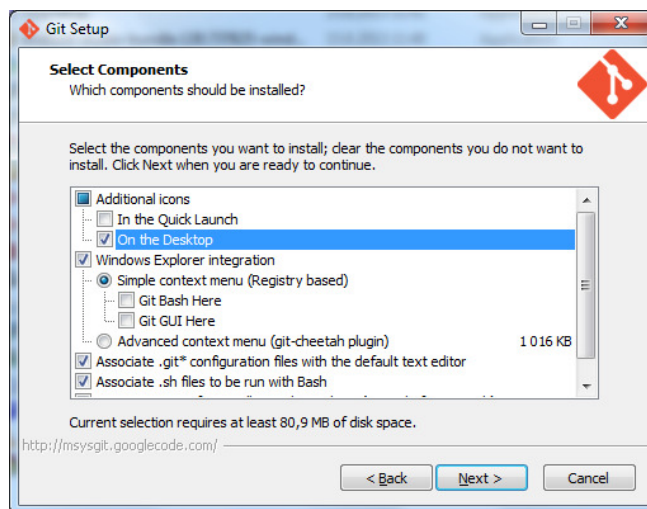 Git Setup
Select Components
Which components should be installed?
Select the components you want to install; clear the components you do not want to
install. Click Next when you are ready to continue.
Additional icons
In the Quick Launch
On the Desktop
Windows Explorer integration
Simple context menu (Registry based)
Git Bash Here
Git GUI Here
Advanced context menu (git-cheetah plugin) 1 016 KB
Associate .git* configuration files with the default text editor
Associate .sh files to be run with Bash
Current selection requires at least 80,9 MB of disk space.
http://msysgit.googlecode.com/
< Back Next > Cancel